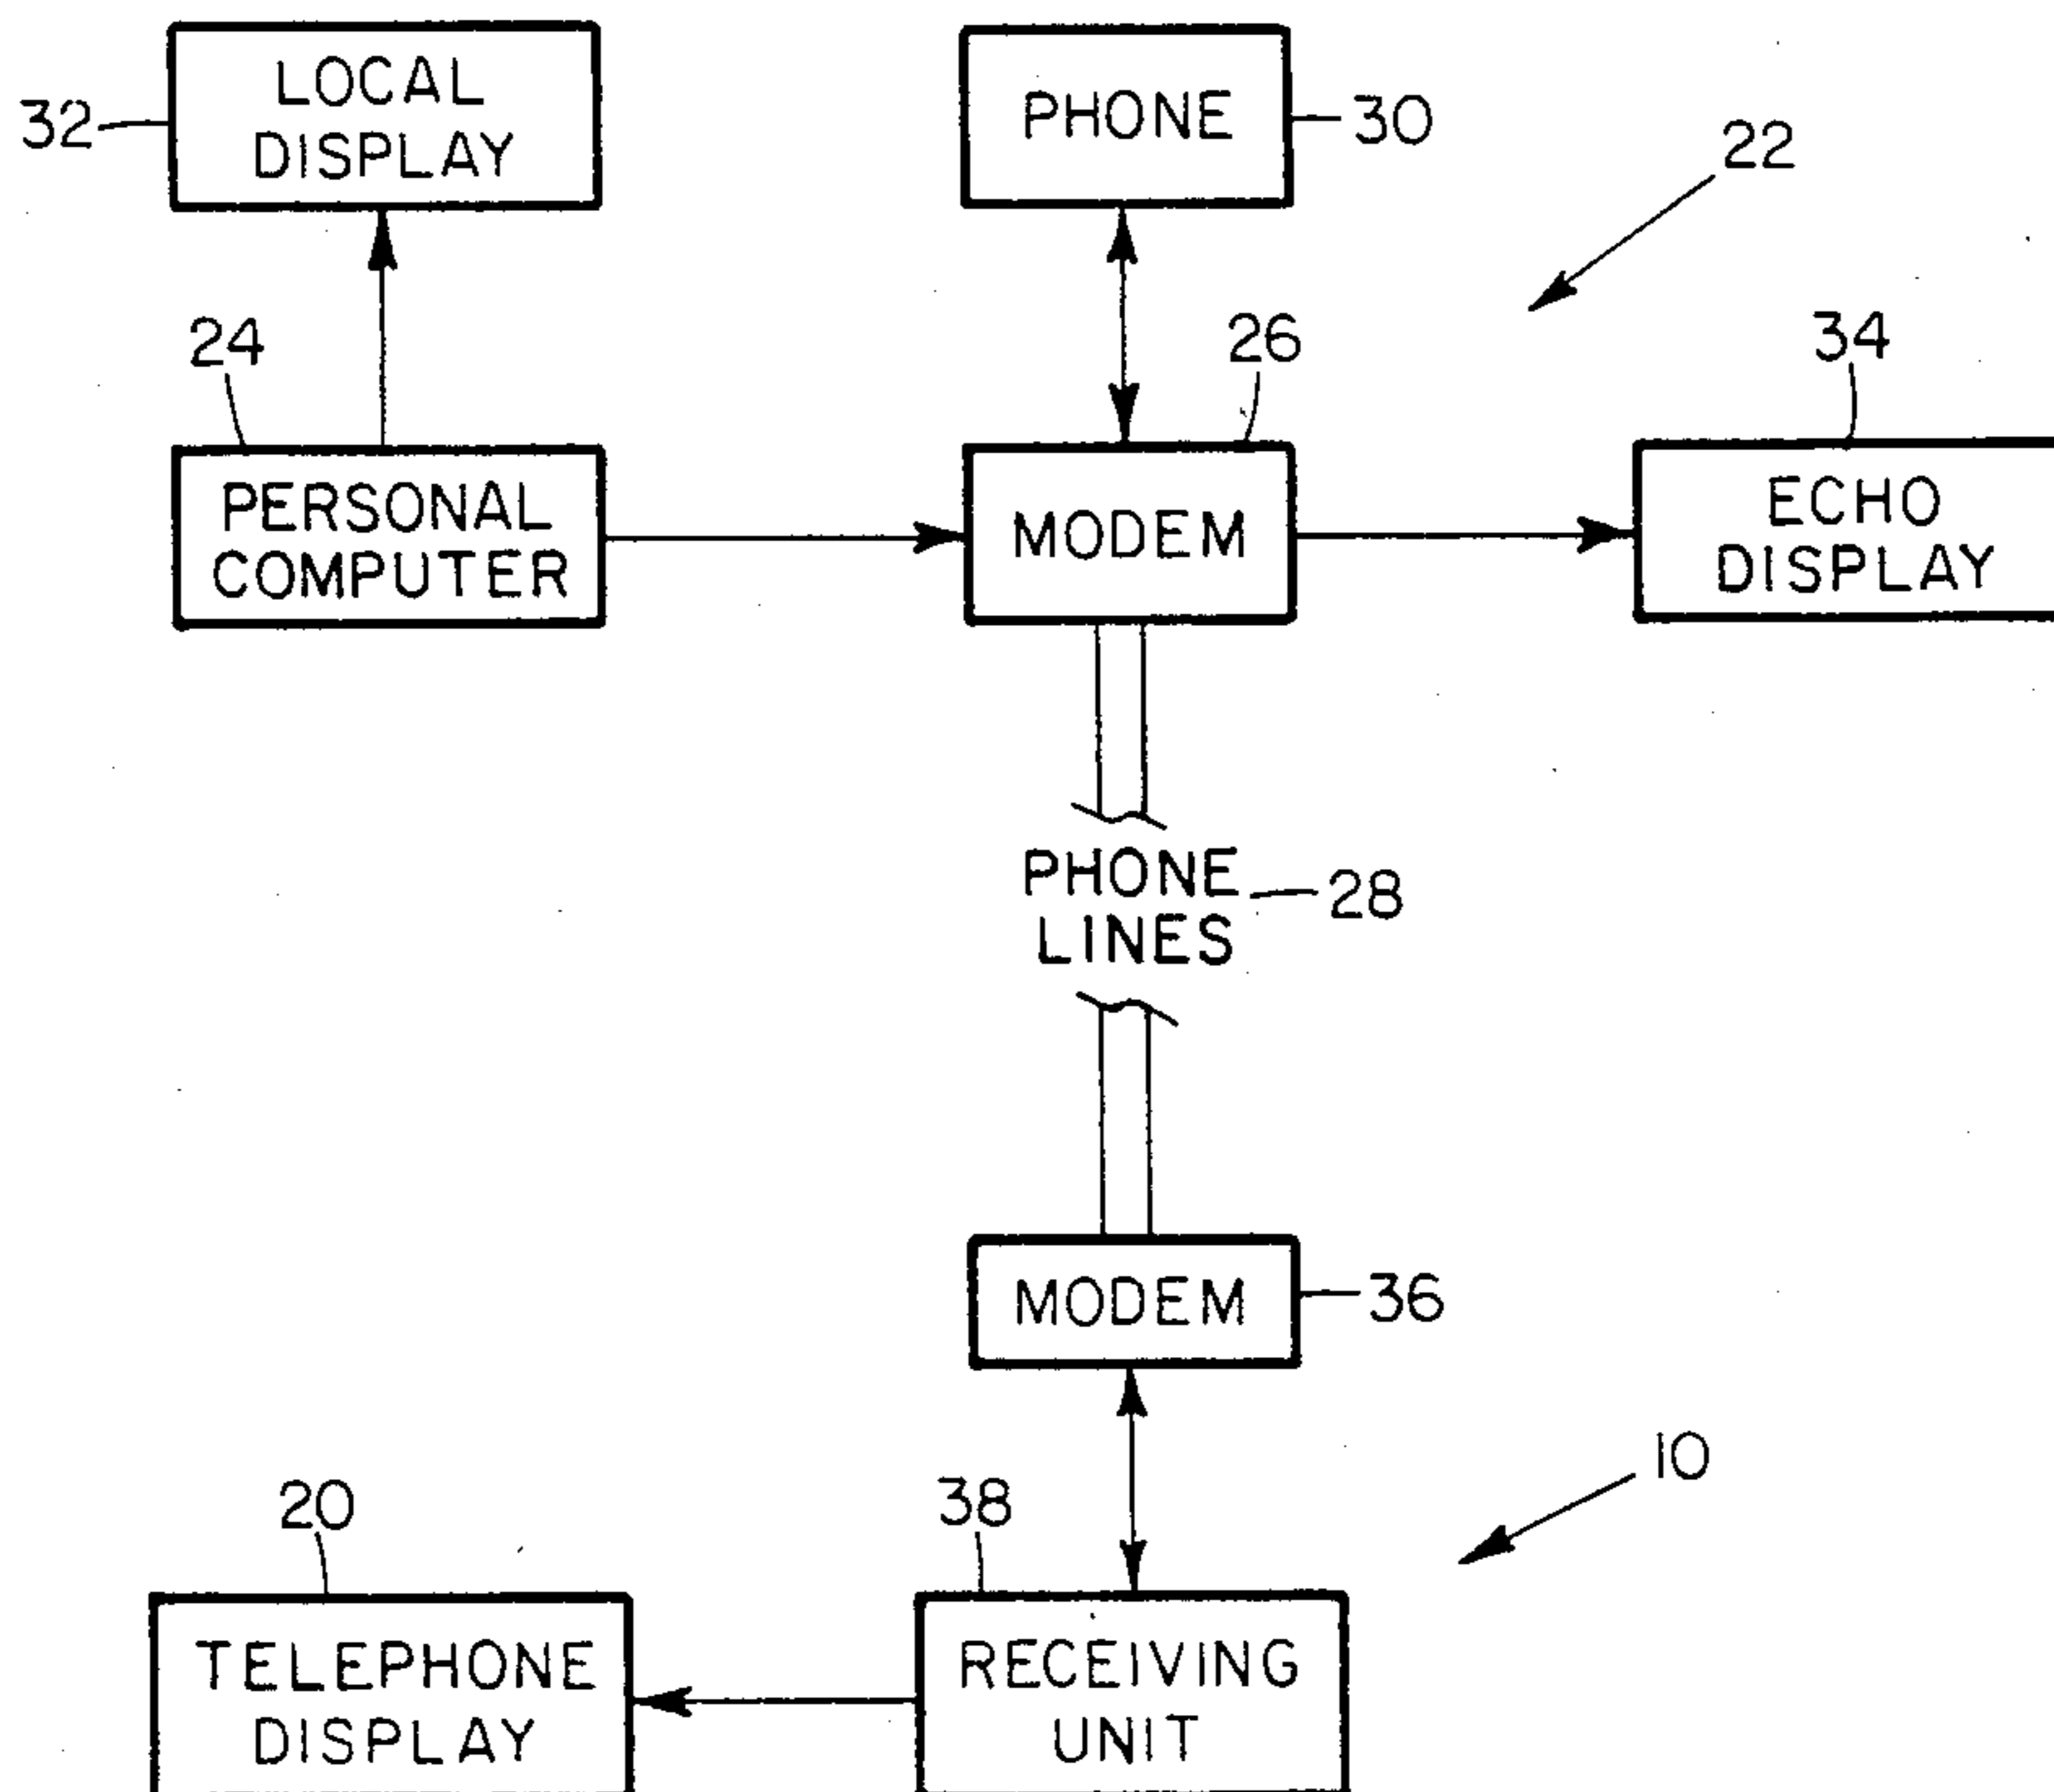 LOCAL
DISPLAY
32
PHONE
30
22
24
26
34
PERSONAL
COMPUTER
MODEM
ECHO
DISPLAY
PHONE
LINES
28
MODEM
36
10
20
38
TELEPHONE
DISPLAY
RECEIVING
UNIT